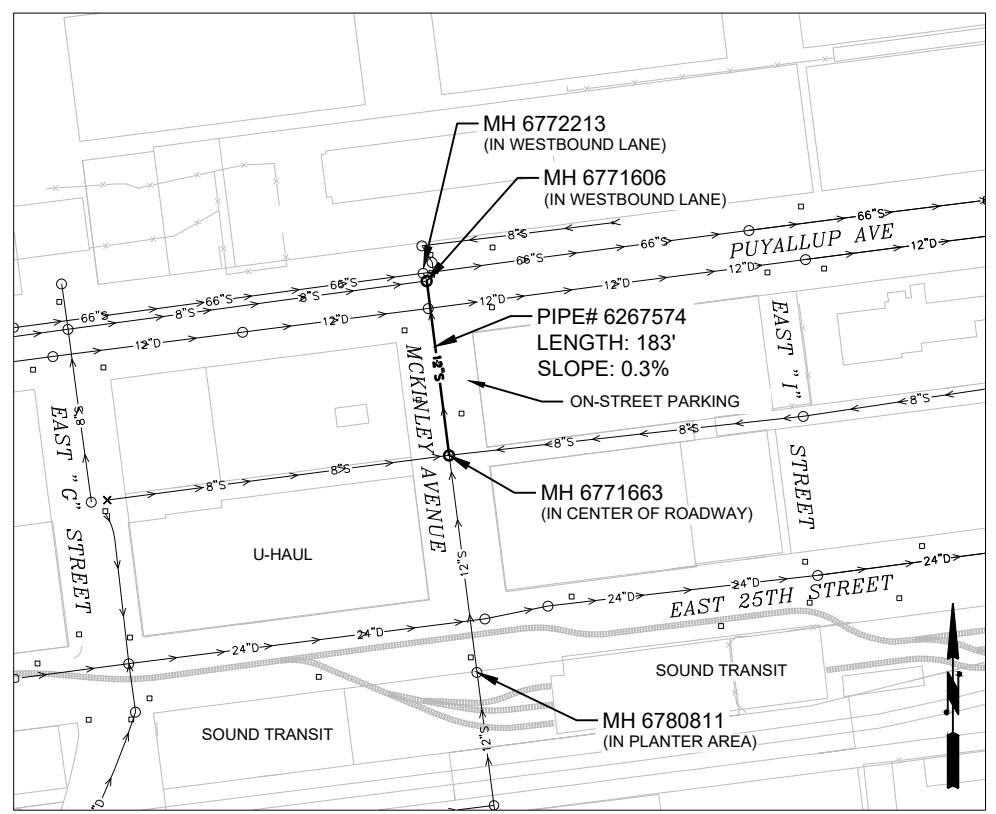 MH 6772213
(IN WESTBOUND LANE)
MH 6771606
(IN WESTBOUND LANE)
66"S
8"S
66"S
PUYALLUP AVE
66"S
12"D
66"S
12"D
66"S
8"S
12"D
66"S
12"D
12"D
PIPE# 6267574
LENGTH: 183'
SLOPE: 0.3%
EAST "I"
STREET
12"S
ON-STREET PARKING
MCKINLEY AVENUE
8"S
EAST "G" STREET
8"S
8"S
8"S
8"S
8"S
MH 6771663
(IN CENTER OF ROADWAY)
U-HAUL
12"S
24"D
24"D
24"D
EAST 25TH STREET
24"D
24"D
SOUND TRANSIT
MH 6780811
(IN PLANTER AREA)
SOUND TRANSIT
12"S
"D
N